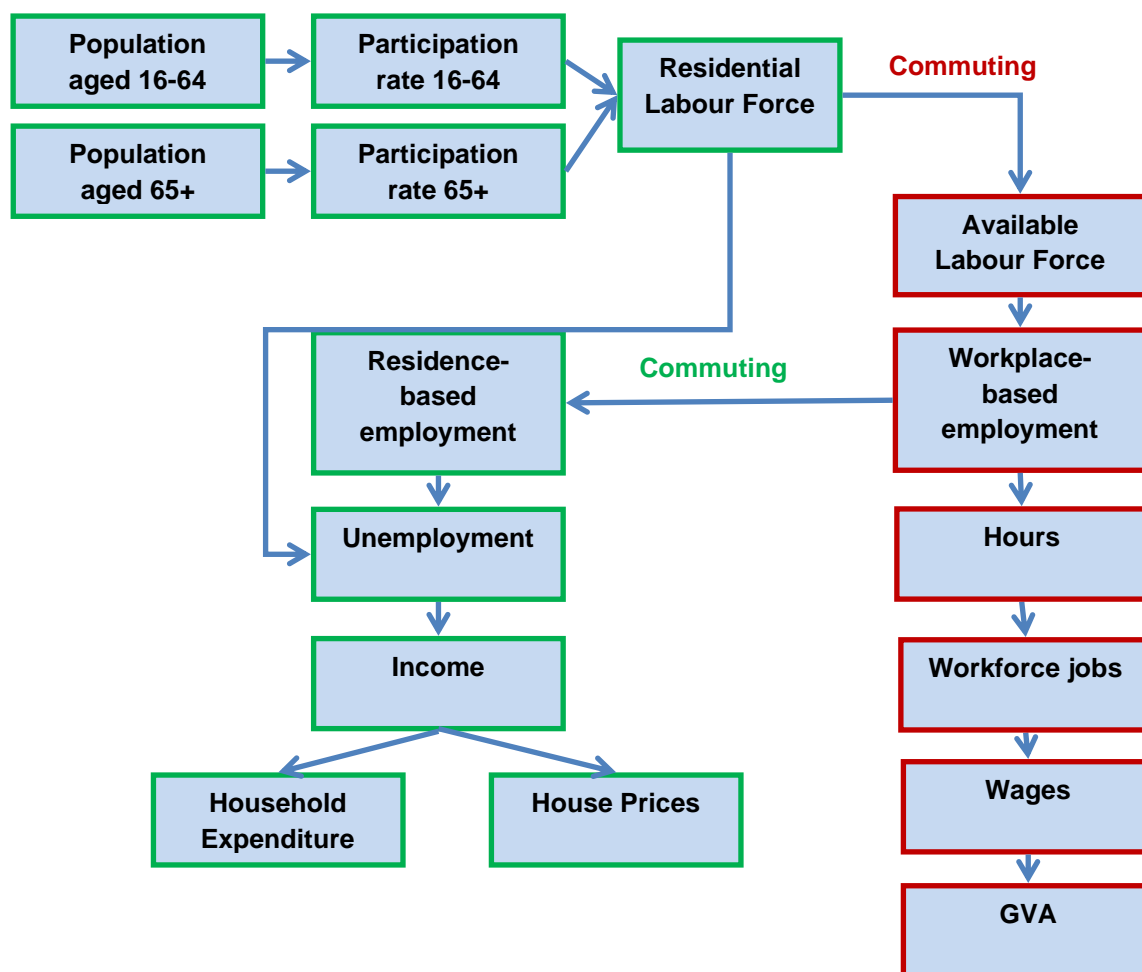 Population
aged 16-64
Participation
rate 16-64
Residential
Labour Force
Commuting
Population
aged 65+
Participation
rate 65+
Available
Labour Force
Residence-
based
employment
Commuting
Workplace-
based
employment
Unemployment
Hours
Income
Workforce jobs
Household
Expenditure
House Prices
Wages
GVA